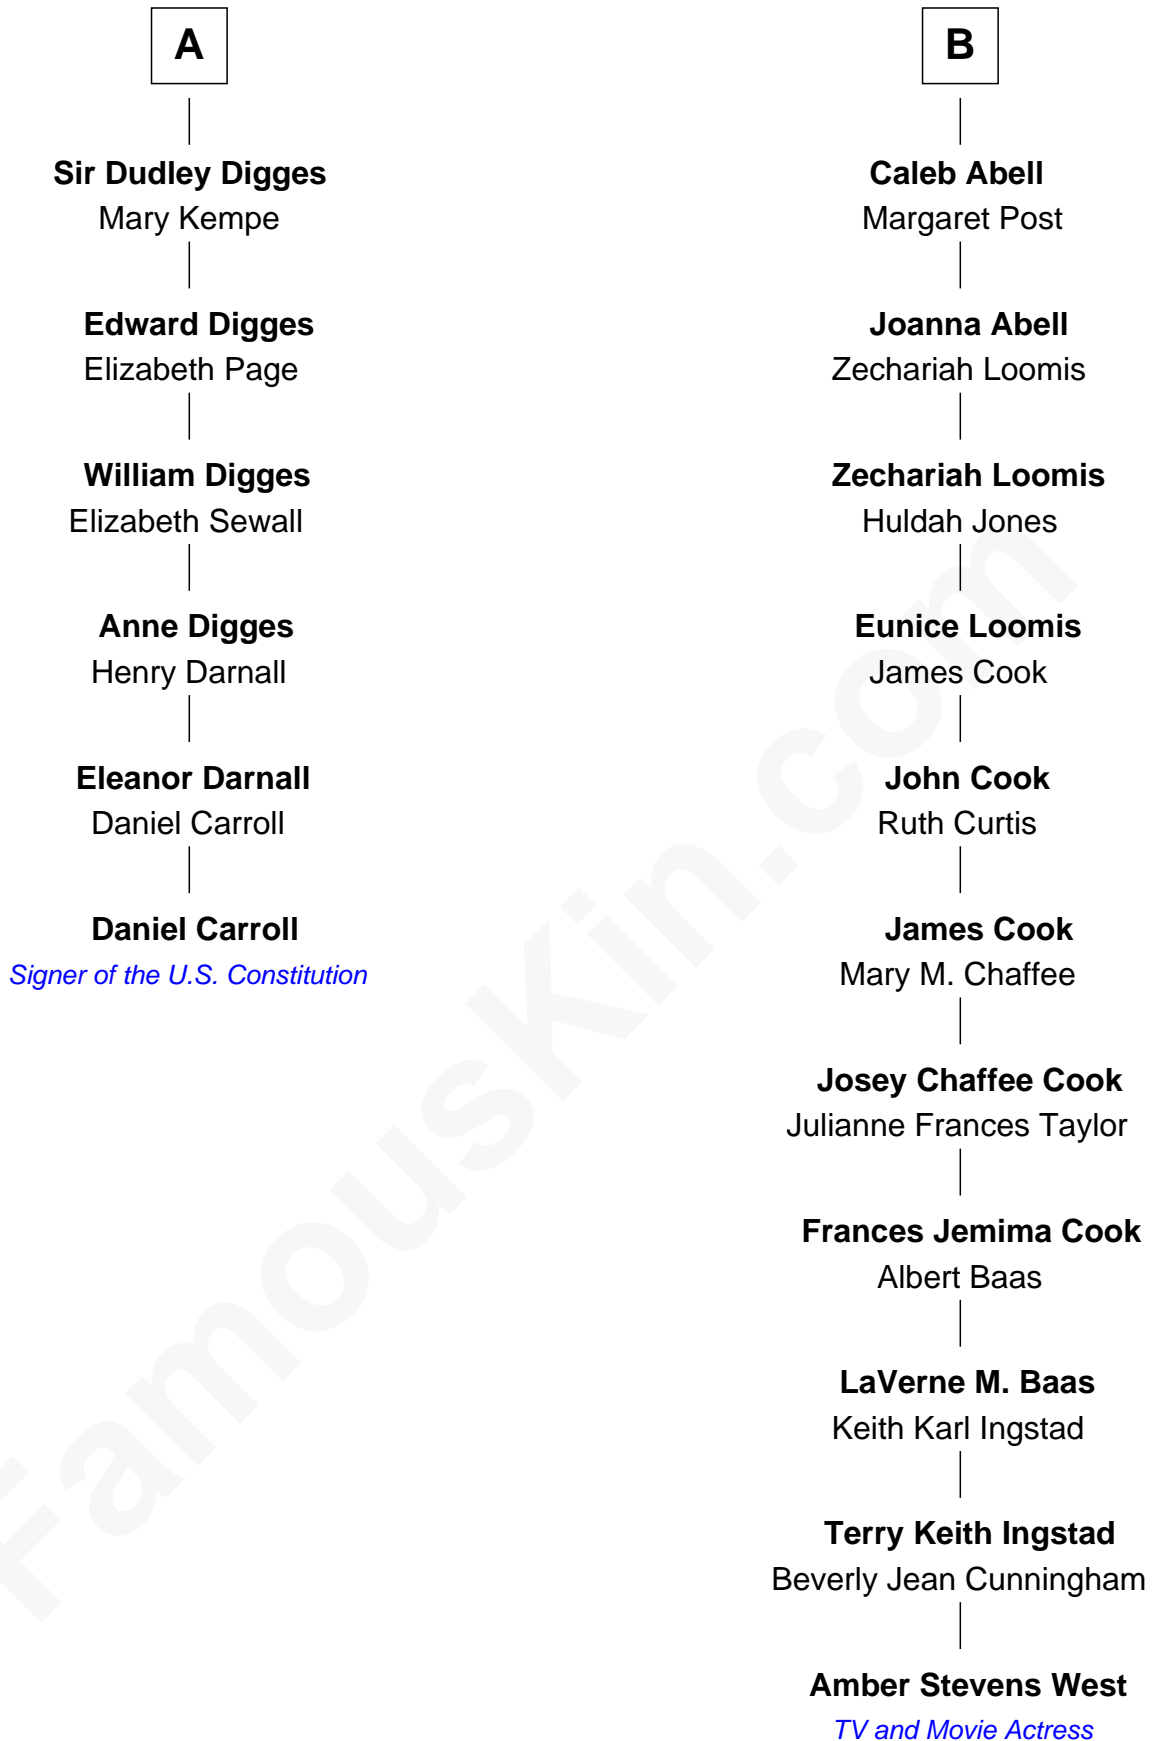 A
Sir Dudley Digges
Mary Kempe
Edward Digges
Elizabeth Page
William Digges
Elizabeth Sewall
Anne Digges
Henry Darnall
Eleanor Darnall
Daniel Carroll
Daniel Carroll
Signer of the U.S. Constitution
B
Caleb Abell
Margaret Post
Joanna Abell
Zechariah Loomis
Zechariah Loomis
Huldah Jones
Eunice Loomis
James Cook
John Cook
Ruth Curtis
James Cook
Mary M. Chaffee
Josey Chaffee Cook
Julianne Frances Taylor
Frances Jemima Cook
Albert Baas
LaVerne M. Baas
Keith Karl Ingstad
Terry Keith Ingstad
Beverly Jean Cunningham
Amber Stevens West
TV and Movie Actress
FamousKin.com